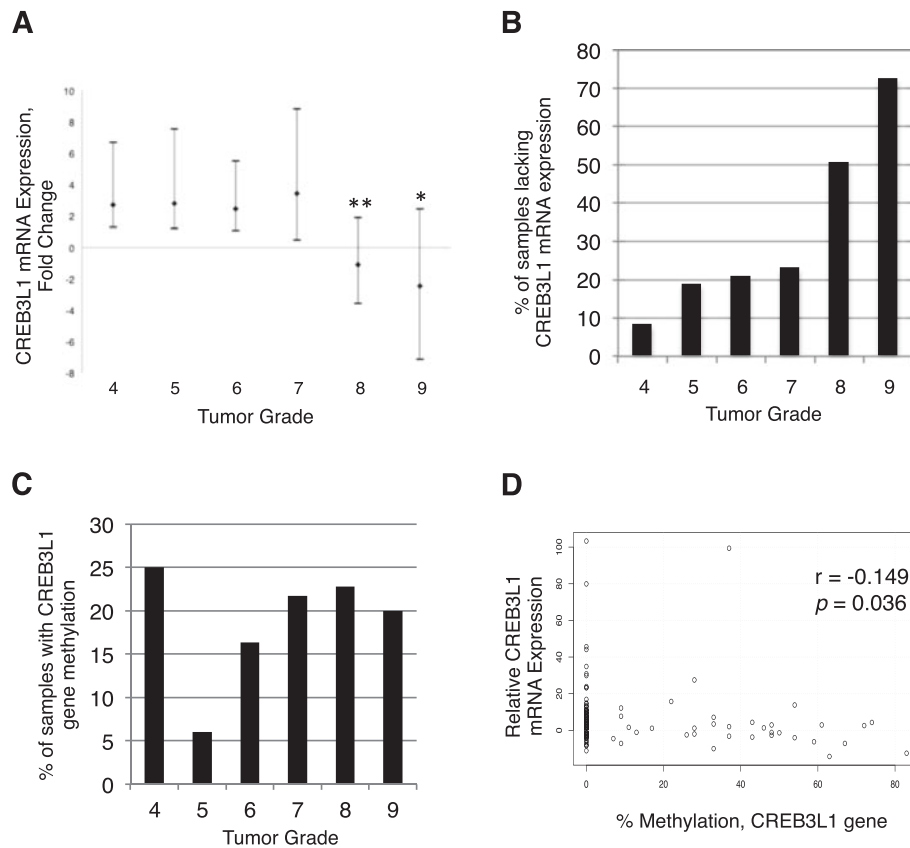 A
CREB3L1 mRNA Expression,
Fold Change
10
8
6
4
2
0
-2
-4
-6
-8
**
*
4 5 6 7 8 9
Tumor Grade
B
% of samples lacking
CREB3L1 mRNA expression
80
70
60
50
40
30
20
10
0
4 5 6 7 8 9
Tumor Grade
C
% of samples with CREB3L1
gene methylation
30
25
20
15
10
5
0
4 5 6 7 8 9
Tumor Grade
D
Relative CREB3L1
mRNA Expression
100
80
60
40
20
0
r = -0.149
p = 0.036
0 20 40 60 80
% Methylation, CREB3L1 gene